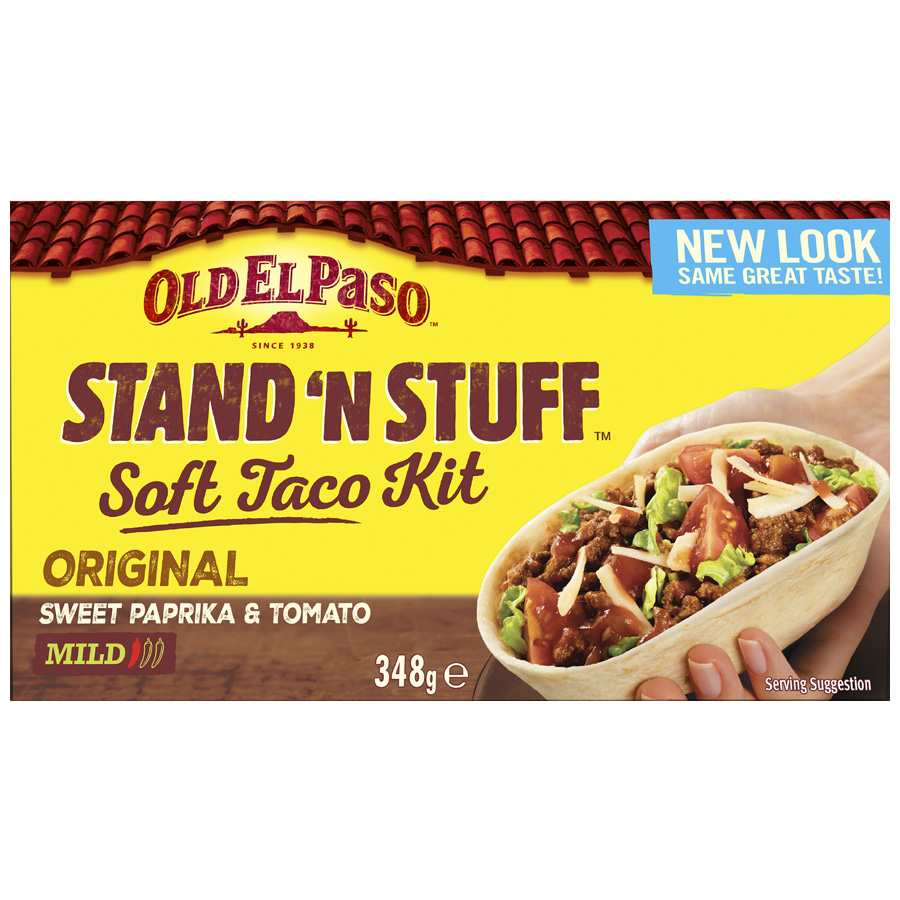 NEW LOOK
SAME GREAT TASTE!
OLD EL PASO™
SINCE 1938
STAND 'N STUFF™
Soft Taco Kit
ORIGINAL
SWEET PAPRIKA & TOMATO
MILD
348g e
Serving Suggestion